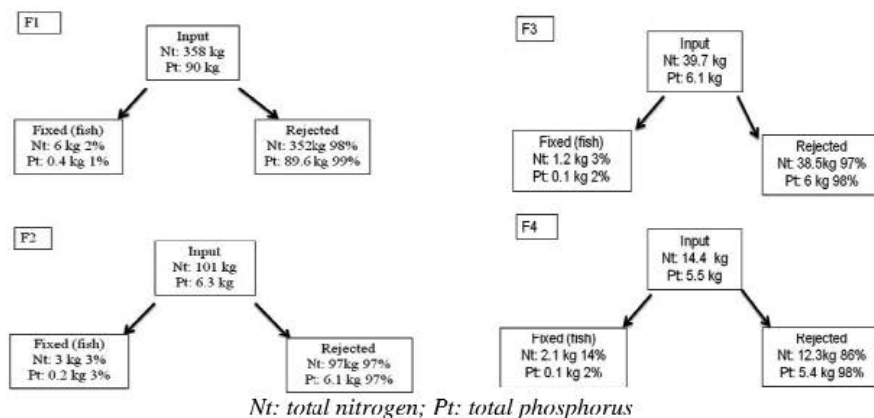 F1
Input
Nt: 358 kg
Pt: 90 kg
Fixed (fish)
Nt: 6 kg 2%
Pt: 0.4 kg 1%
Rejected
Nt: 352kg 98%
Pt: 89.6 kg 99%
F2
Input
Nt: 101 kg
Pt: 6.3 kg
Fixed (fish)
Nt: 3 kg 3%
Pt: 0.2 kg 3%
Rejected
Nt: 97kg 97%
Pt: 6.1 kg 97%
F3
Input
Nt: 39.7 kg
Pt: 6.1 kg
Fixed (fish)
Nt: 1.2 kg 3%
Pt: 0.1 kg 2%
Rejected
Nt: 38.5kg 97%
Pt: 6 kg 98%
F4
Input
Nt: 14.4 kg
Pt: 5.5 kg
Fixed (fish)
Nt: 2.1 kg 14%
Pt: 0.1 kg 2%
Rejected
Nt: 12.3kg 86%
Pt: 5.4 kg 98%
Nt: total nitrogen; Pt: total phosphorus